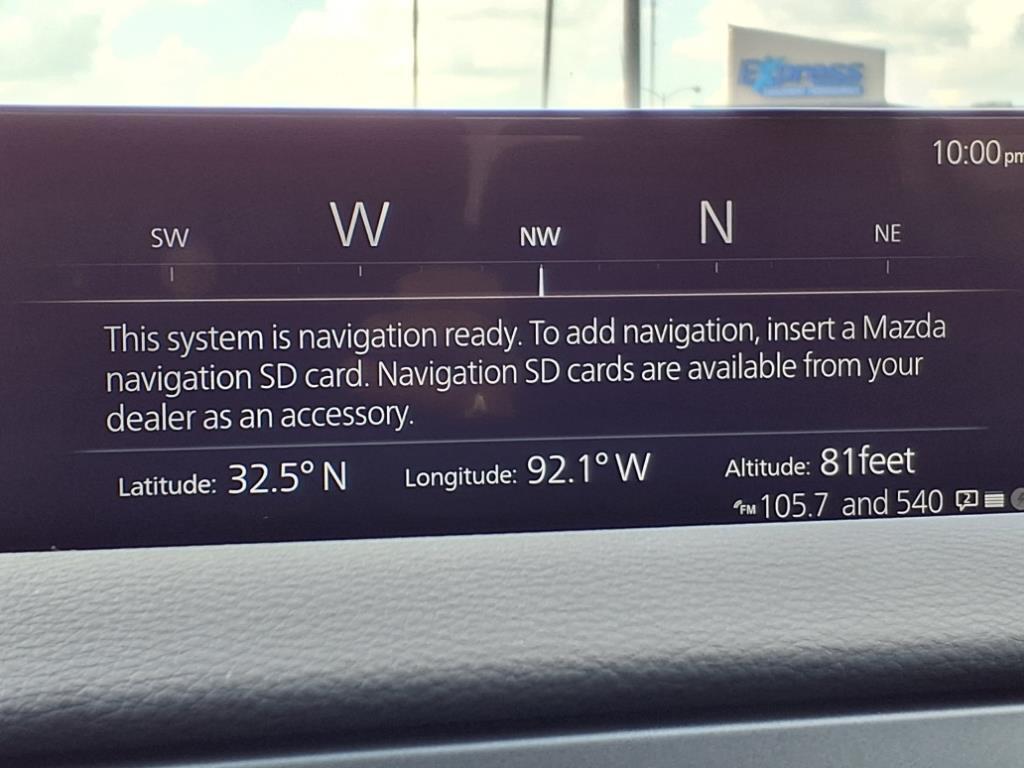 Express
10:00pm
SW W NW N NE
This system is navigation ready. To add navigation, insert a Mazda
navigation SD card. Navigation SD cards are available from your
dealer as an accessory.
Latitude: 32.5° N Longitude: 92.1° W Altitude: 81feet
FM 105.7 and 540 2